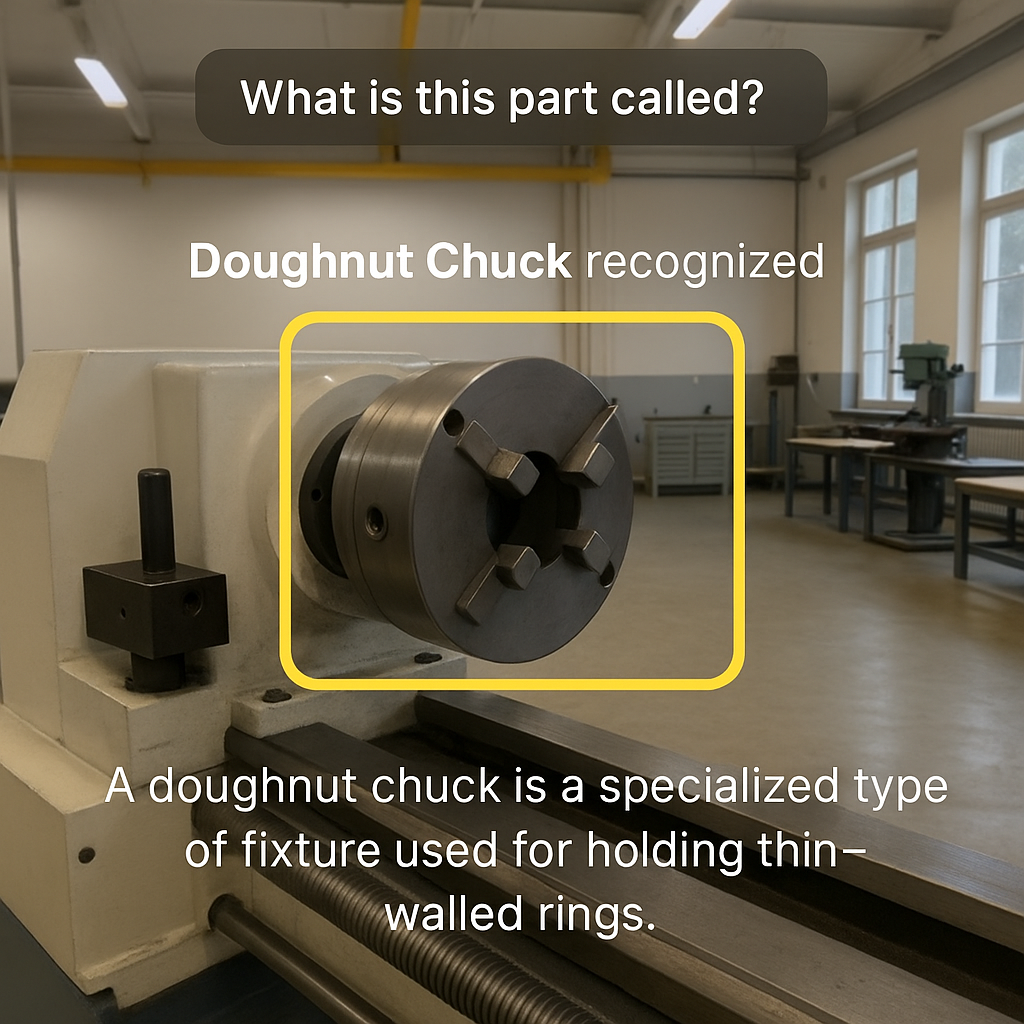 What is this part called?
Doughnut Chuck recognized
A doughnut chuck is a specialized type
of fixture used for holding thin–
walled rings.